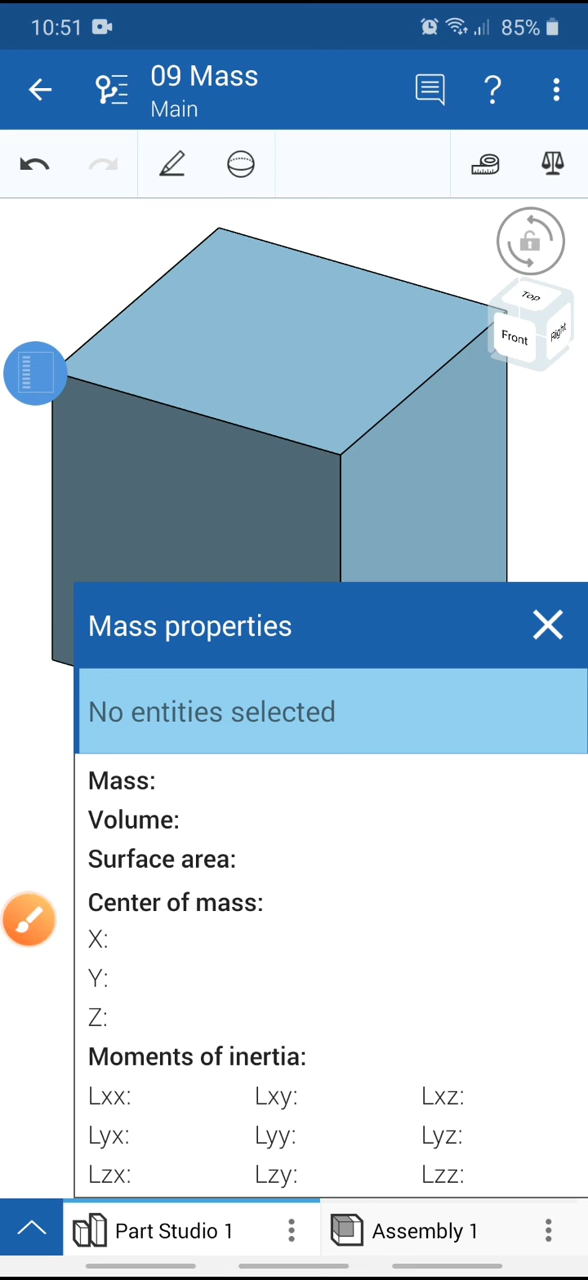 10:51
85%
09 Mass
Main
?
Top
Front
Right
Mass properties
No entities selected
Mass:
Volume:
Surface area:
Center of mass:
X:
Y:
Z:
Moments of inertia:
Lxx: Lxy: Lxz:
Lyx: Lyy: Lyz:
Lzx: Lzy: Lzz:
Part Studio 1
Assembly 1